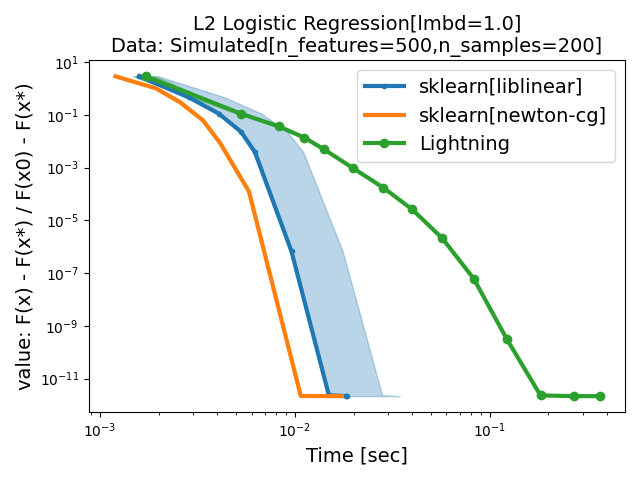 L2 Logistic Regression[lmbd=1.0]
Data: Simulated[n_features=500,n_samples=200]
value: F(x) - F(x*) / F(x0) - F(x*)
10¹
10⁻¹
10⁻³
10⁻⁵
10⁻⁷
10⁻⁹
10⁻¹¹
sklearn[liblinear]
sklearn[newton-cg]
Lightning
10⁻³
10⁻²
10⁻¹
Time [sec]